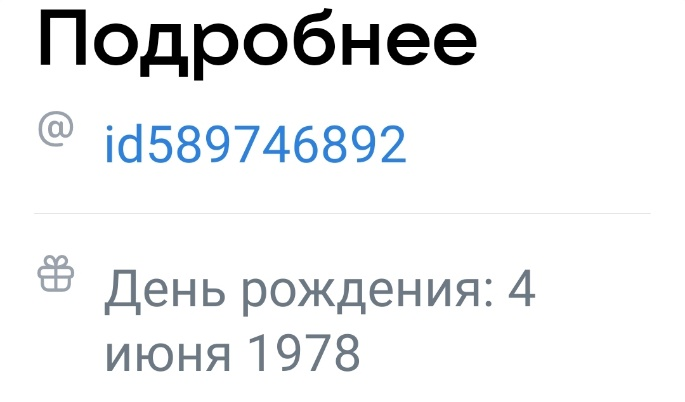 Подробнее
@ id589746892
День рождения: 4
июня 1978